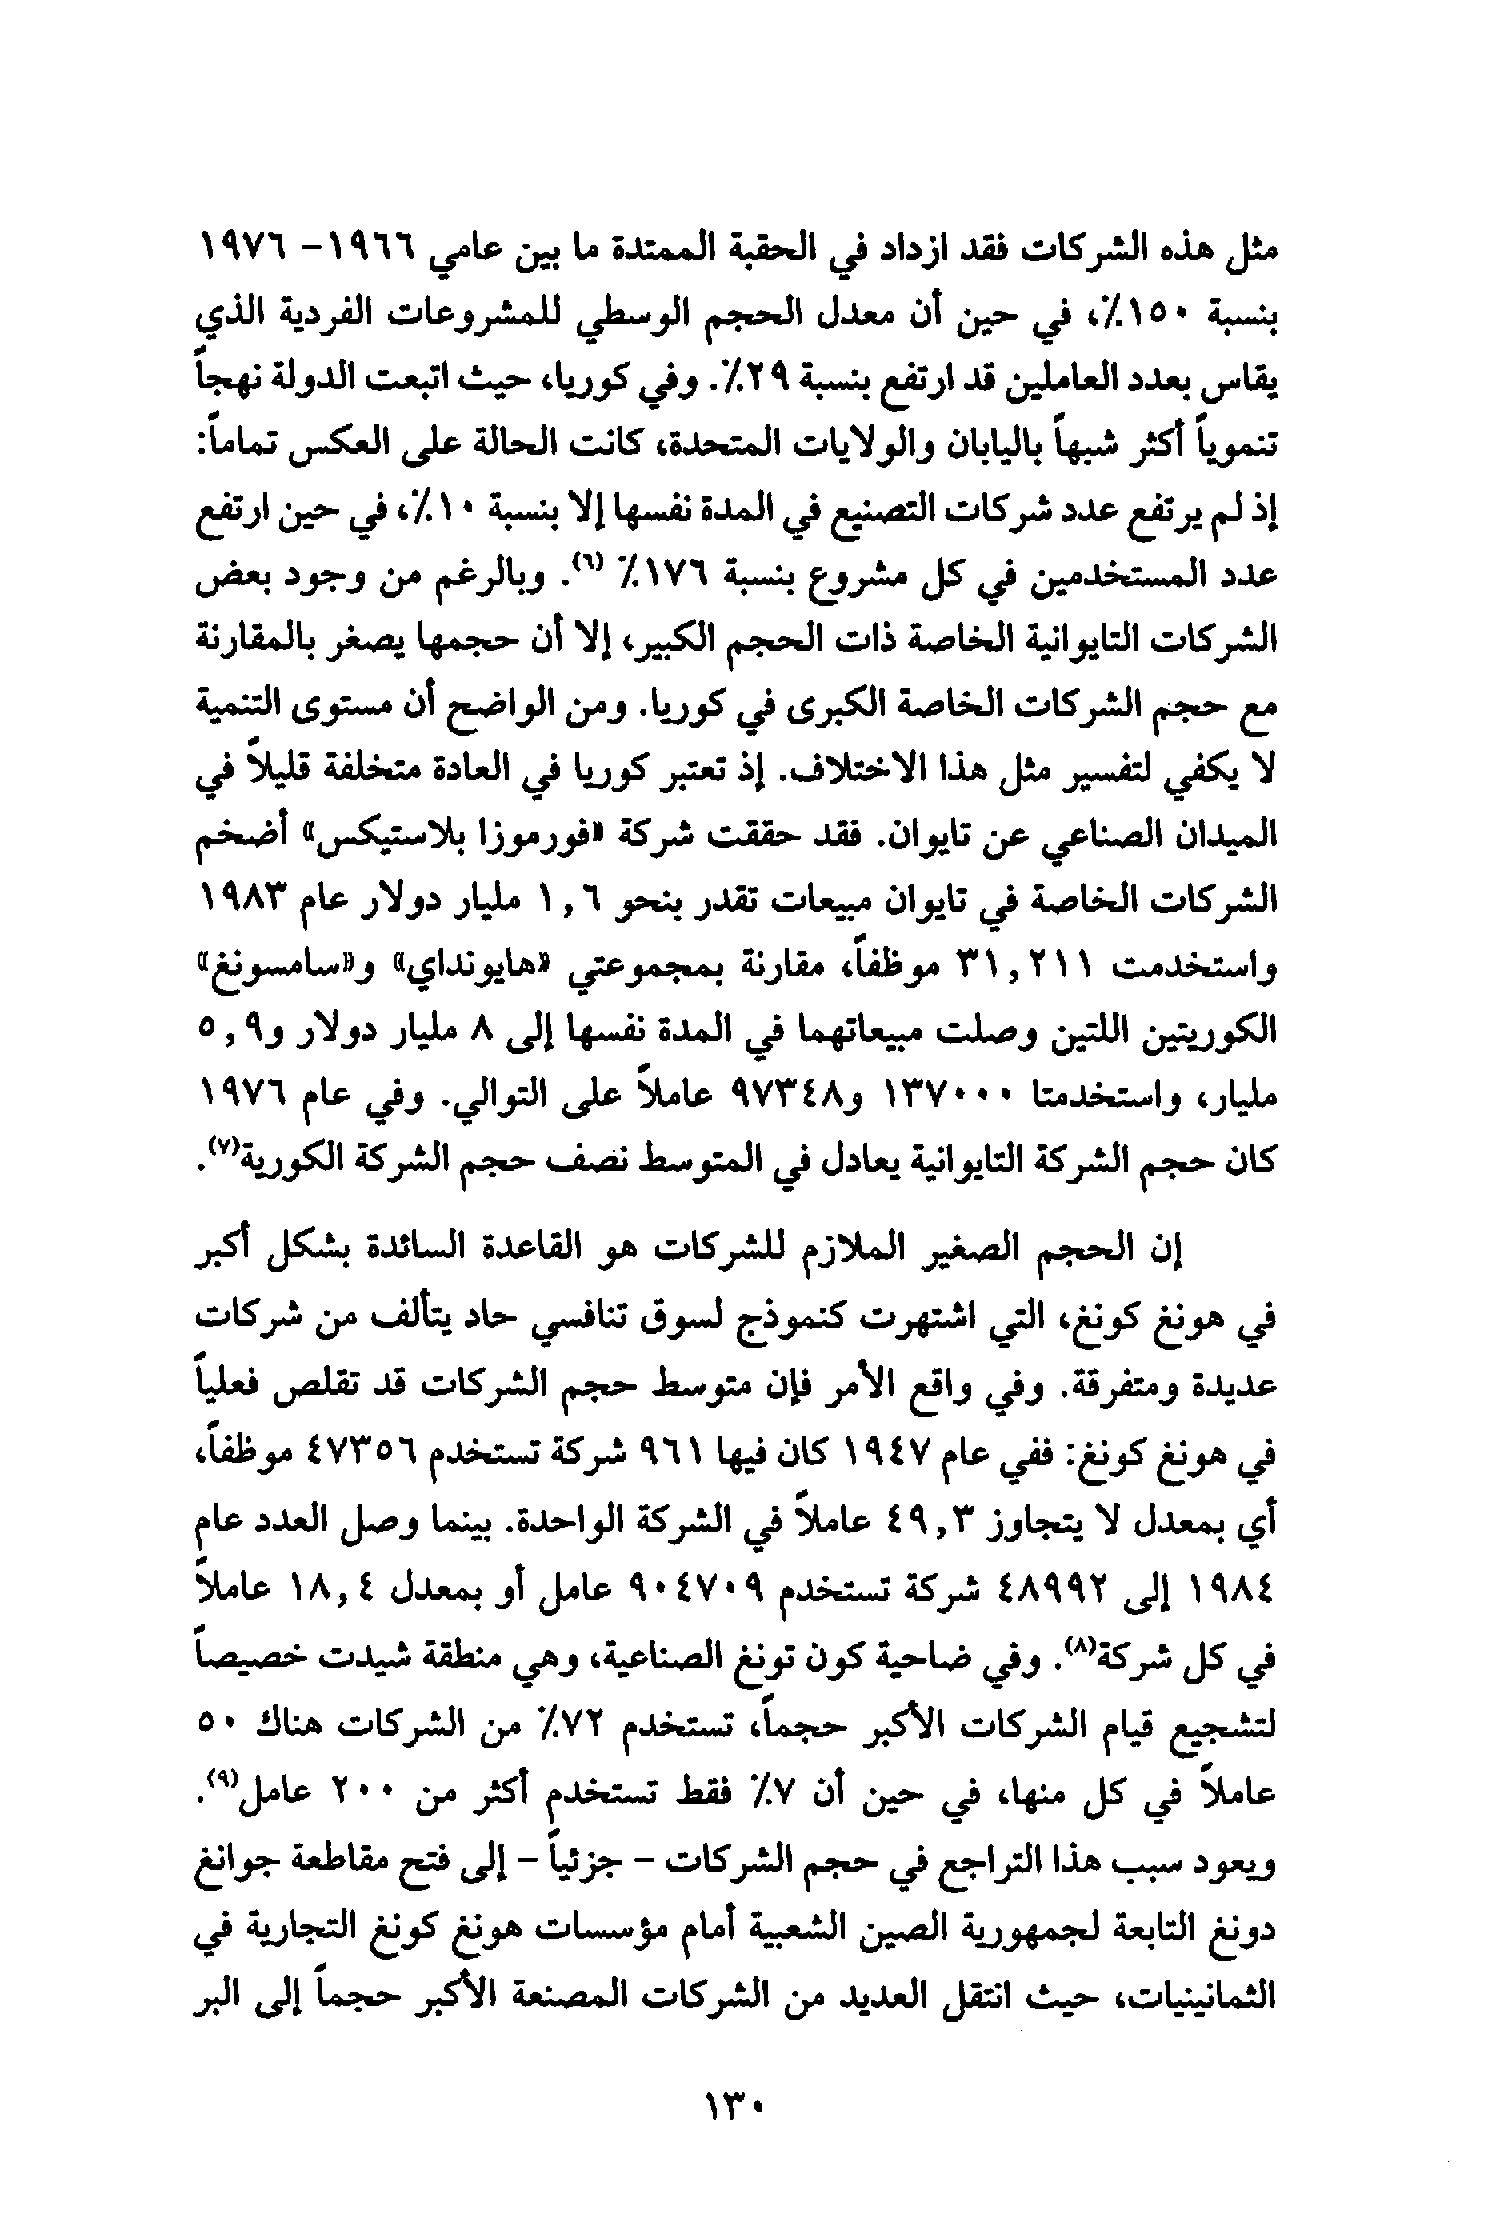 مثل هذه الشركات فقد ازداد في الحقبة الممتدة ما بين عامي ١٩٦٦- ١٩٧٦
بنسبة ١٥٠٪، في حين أن معدل الحجم الوسطي للمشروعات الفردية الذي
يقاس بعدد العاملين قد ارتفع بنسبة ٢٩٪. وفي كوريا، حيث اتبعت الدولة نهجاً
تنموياً أكثر شبهاً باليابان والولايات المتحدة، كانت الحالة على العكس تماماً:
إذ لم يرتفع عدد شركات التصنيع في المدة نفسها إلا بنسبة ١٠٪، في حين ارتفع
عدد المستخدمين في كل مشروع بنسبة ١٧٦٪ (٦). وبالرغم من وجود بعض
الشركات التايوانية الخاصة ذات الحجم الكبير، إلا أن حجمها يصغر بالمقارنة
مع حجم الشركات الخاصة الكبرى في كوريا. ومن الواضح أن مستوى التنمية
لا يكفي لتفسير مثل هذا الاختلاف. إذ تعتبر كوريا في العادة متخلفة قليلاً في
الميدان الصناعي عن تايوان. فقد حققت شركة «فورموزا بلاستيكس» أضخم
الشركات الخاصة في تايوان مبيعات تقدر بنحو ١,٦ مليار دولار عام ١٩٨٣
واستخدمت ٣١,٢١١ موظفاً، مقارنة بمجموعتي «هايونداي» و«سامسونغ»
الكوريتين اللتين وصلت مبيعاتهما في المدة نفسها إلى ٨ مليار دولار و٥,٩
مليار، واستخدمتا ١٣٧٠٠٠ و٩٧٣٤٨ عاملاً على التوالي. وفي عام ١٩٧٦
كان حجم الشركة التايوانية يعادل في المتوسط نصف حجم الشركة الكورية(٧).
إن الحجم الصغير الملازم للشركات هو القاعدة السائدة بشكل أكبر
في هونغ كونغ، التي اشتهرت كنموذج لسوق تنافسي حاد يتألف من شركات
عديدة ومتفرقة. وفي واقع الأمر فإن متوسط حجم الشركات قد تقلص فعلياً
في هونغ كونغ: ففي عام ١٩٤٧ كان فيها ٩٦١ شركة تستخدم ٤٧٣٥٦ موظفاً،
أي بمعدل لا يتجاوز ٤٩,٣ عاملاً في الشركة الواحدة. بينما وصل العدد عام
١٩٨٤ إلى ٤٨٩٩٢ شركة تستخدم ٩٠٤٧٠٩ عامل أو بمعدل ١٨,٤ عاملاً
في كل شركة(٨). وفي ضاحية كون تونغ الصناعية، وهي منطقة شيدت خصيصاً
لتشجيع قيام الشركات الأكبر حجماً، تستخدم ٧٢٪ من الشركات هناك ٥٠
عاملاً في كل منها، في حين أن ٧٪ فقط تستخدم أكثر من ٢٠٠ عامل(٩).
ويعود سبب هذا التراجع في حجم الشركات - جزئياً - إلى فتح مقاطعة جوانغ
دونغ التابعة لجمهورية الصين الشعبية أمام مؤسسات هونغ كونغ التجارية في
الثمانينيات، حيث انتقل العديد من الشركات المصنعة الأكبر حجماً إلى البر
١٣٠